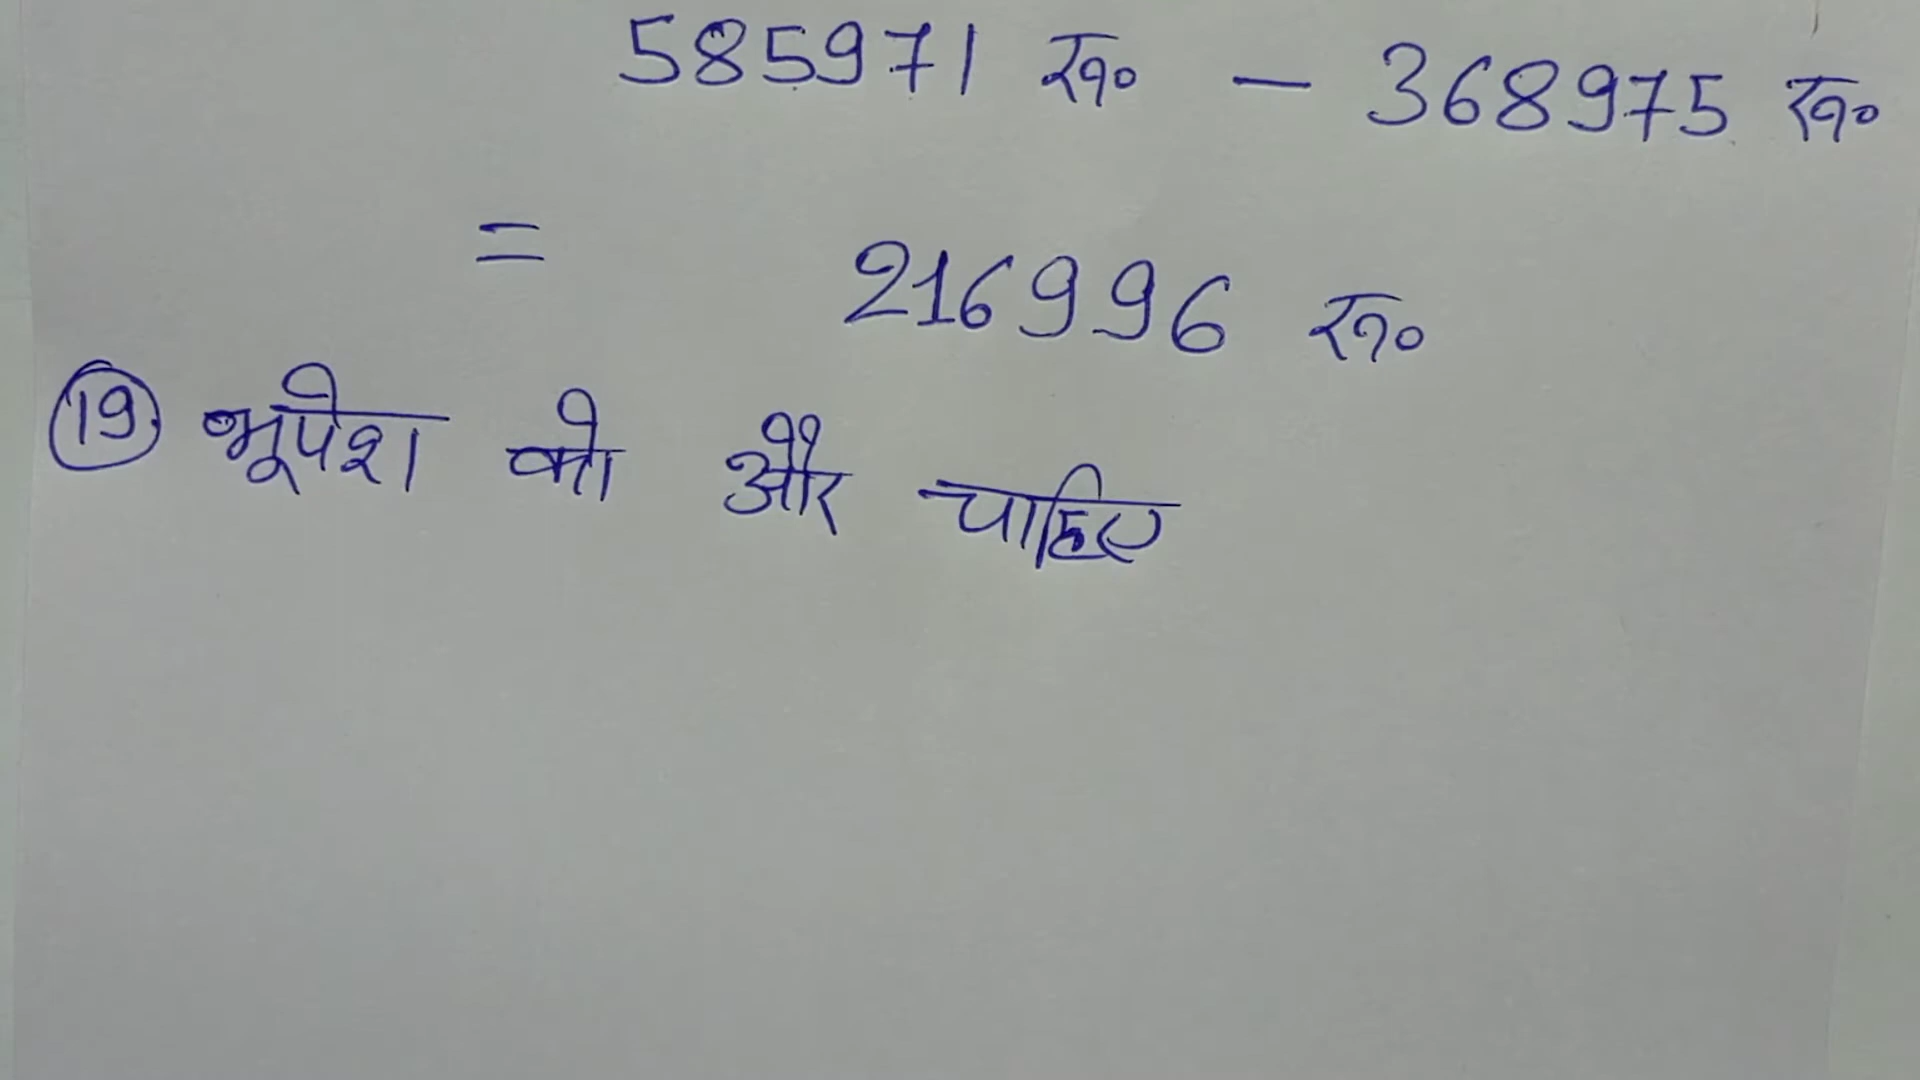 585971 रू० - 368975 रू०
= 216996 रू०
19. भूपेश को और चाहिए